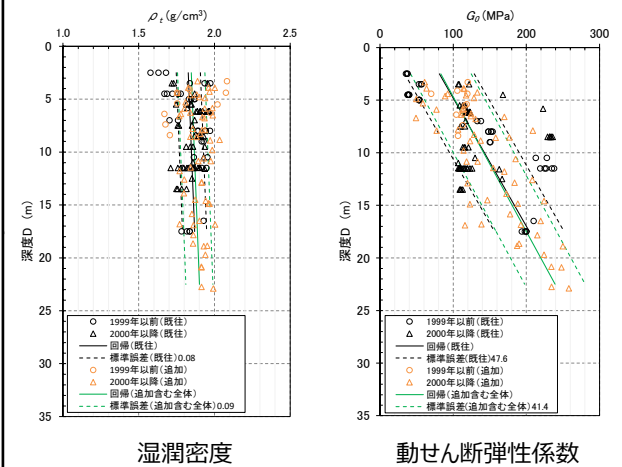 ρt (g/cm³)
1.0 1.5 2.0 2.5
0
5
10
15
20
25
30
35
深度D (m)
○ 1999年以前(既往)
△ 2000年以降(既往)
回帰(既往)
標準誤差(既往)0.08
○ 1999年以前(追加)
△ 2000年以降(追加)
回帰(追加含む全体)
標準誤差(追加含む全体)0.09
湿潤密度
G0 (MPa)
0 100 200 300
0
5
10
15
20
25
30
35
深度D (m)
○ 1999年以前(既往)
△ 2000年以降(既往)
回帰(既往)
標準誤差(既往)47.6
○ 1999年以前(追加)
△ 2000年以降(追加)
回帰(追加含む全体)
標準誤差(追加含む全体)41.4
動せん断弾性係数